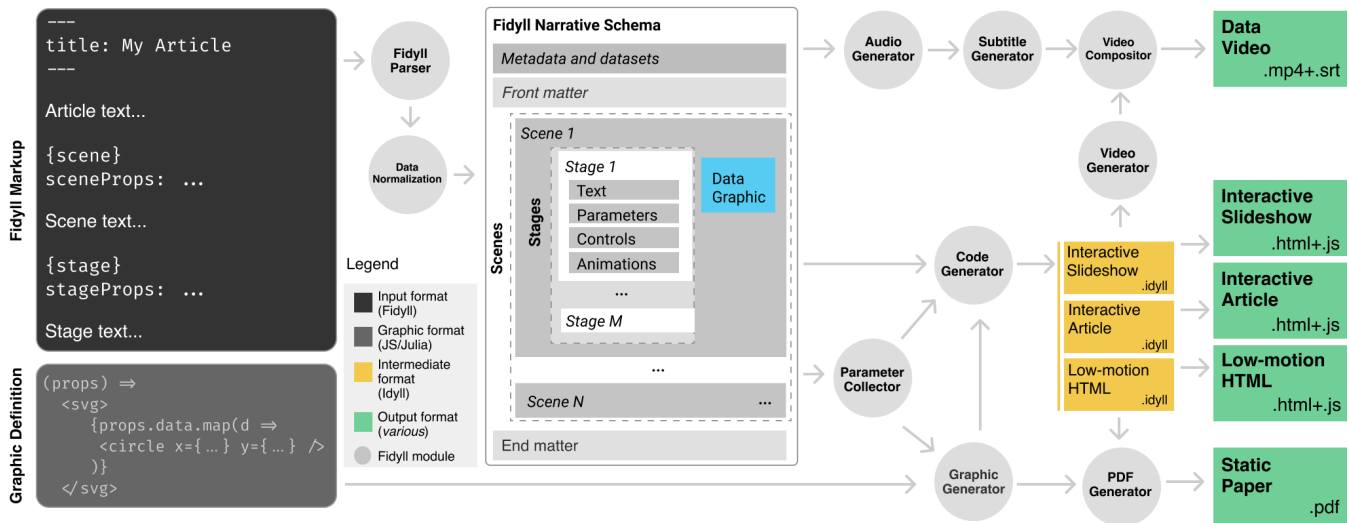 Fidyll Markup
---
title: My Article
---
Article text...
{scene}
sceneProps: ...
Scene text...
{stage}
stageProps: ...
Stage text...
Graphic Definition
(props) ⇒
<svg>
{props.data.map(d ⇒
<circle x={...} y={...} />
)}
</svg>
Fidyll
Parser
Data
Normalization
Legend
Input format
(Fidyll)
Graphic format
(JS/Julia)
Intermediate
format
(Idyll)
Output format
(various)
Fidyll module
Fidyll Narrative Schema
Metadata and datasets
Front matter
Scenes
Scene 1
Stages
Stage 1
Text
Parameters
Controls
Animations
...
Stage M
Data
Graphic
...
Scene N
...
End matter
Audio
Generator
Subtitle
Generator
Video
Compositor
Data
Video
.mp4+.srt
Video
Generator
Code
Generator
Parameter
Collector
Graphic
Generator
PDF
Generator
Interactive
Slideshow
.idyll
Interactive
Article
.idyll
Low-motion
HTML
.idyll
Interactive
Slideshow
.html+.js
Interactive
Article
.html+.js
Low-motion
HTML
.html+.js
Static
Paper
.pdf